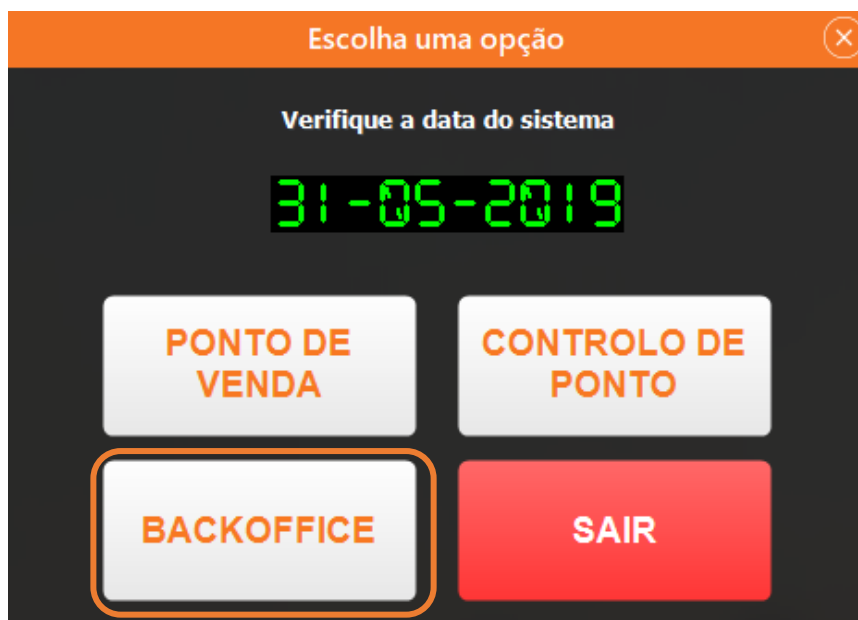 Escolha uma opção
Verifique a data do sistema
31-05-2019
PONTO DE
VENDA
CONTROLO DE
PONTO
BACKOFFICE
SAIR